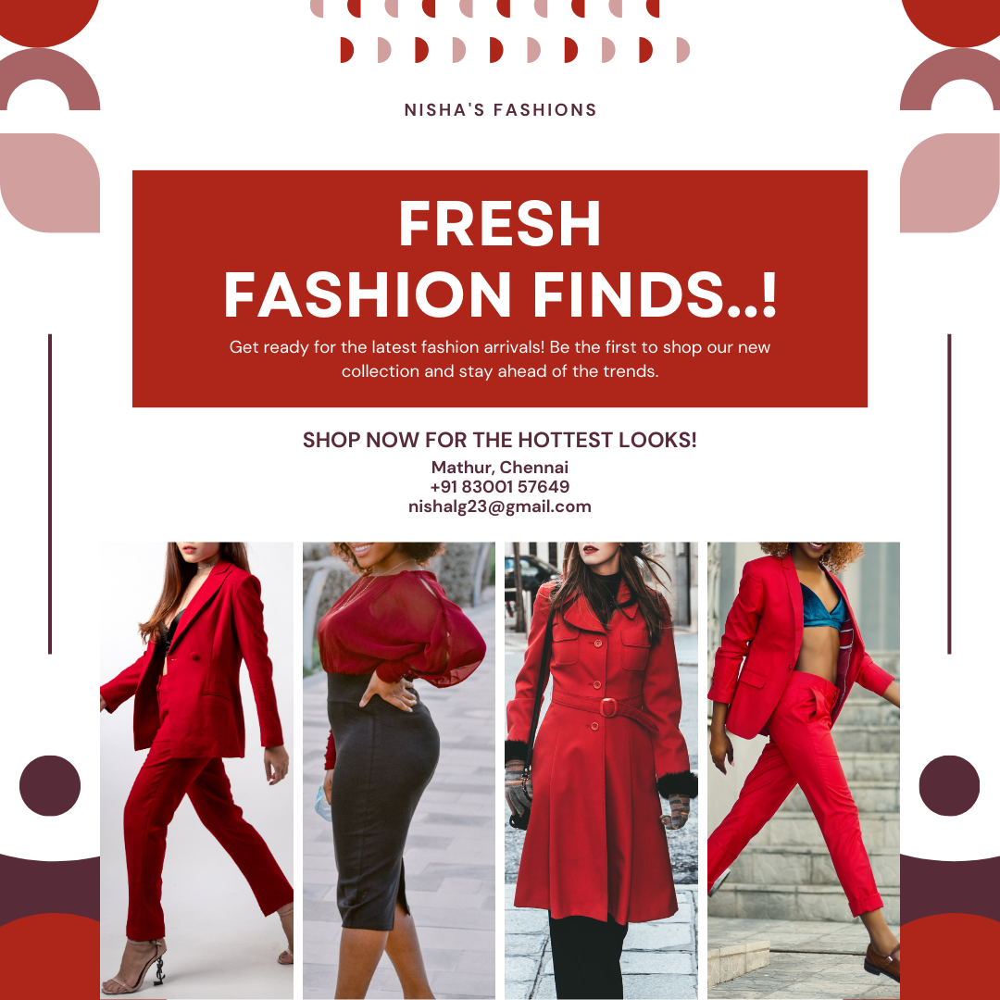 NISHA'S FASHIONS
FRESH
FASHION FINDS..!
Get ready for the latest fashion arrivals! Be the first to shop our new
collection and stay ahead of the trends.
SHOP NOW FOR THE HOTTEST LOOKS!
Mathur, Chennai
+91 83001 57649
nishalg23@gmail.com